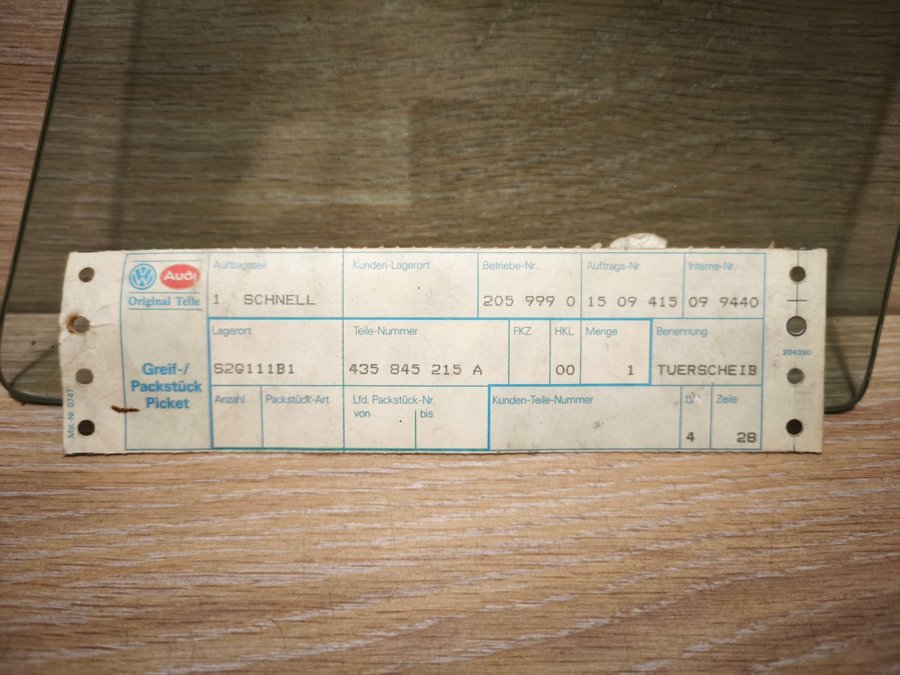 Audi
Original Teile
Auftragsteil
1 SCHNELL
Kunden-Lagerort
Betriebe-Nr.
205 999 0
Auftrags-Nr.
15 09 415
Interne-Nr.
09 9440
Greif-/
Packstück
Picket
Lagerort
S2G111B1
Teile-Nummer
435 845 215 A
FKZ
HKL
00
Menge
1
Benennung
TUERSCHEIB
204390
Anzahl
Packstück-Art
Lfd. Packstück-Nr.
von
bis
Kunden-Teile-Nummer
4
Zeile
28